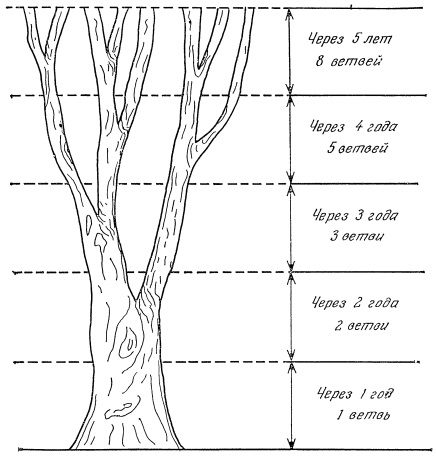 Через 5 лет
8 ветвей
Через 4 года
5 ветвей
Через 3 года
3 ветви
Через 2 года
2 ветви
Через 1 год
1 ветвь